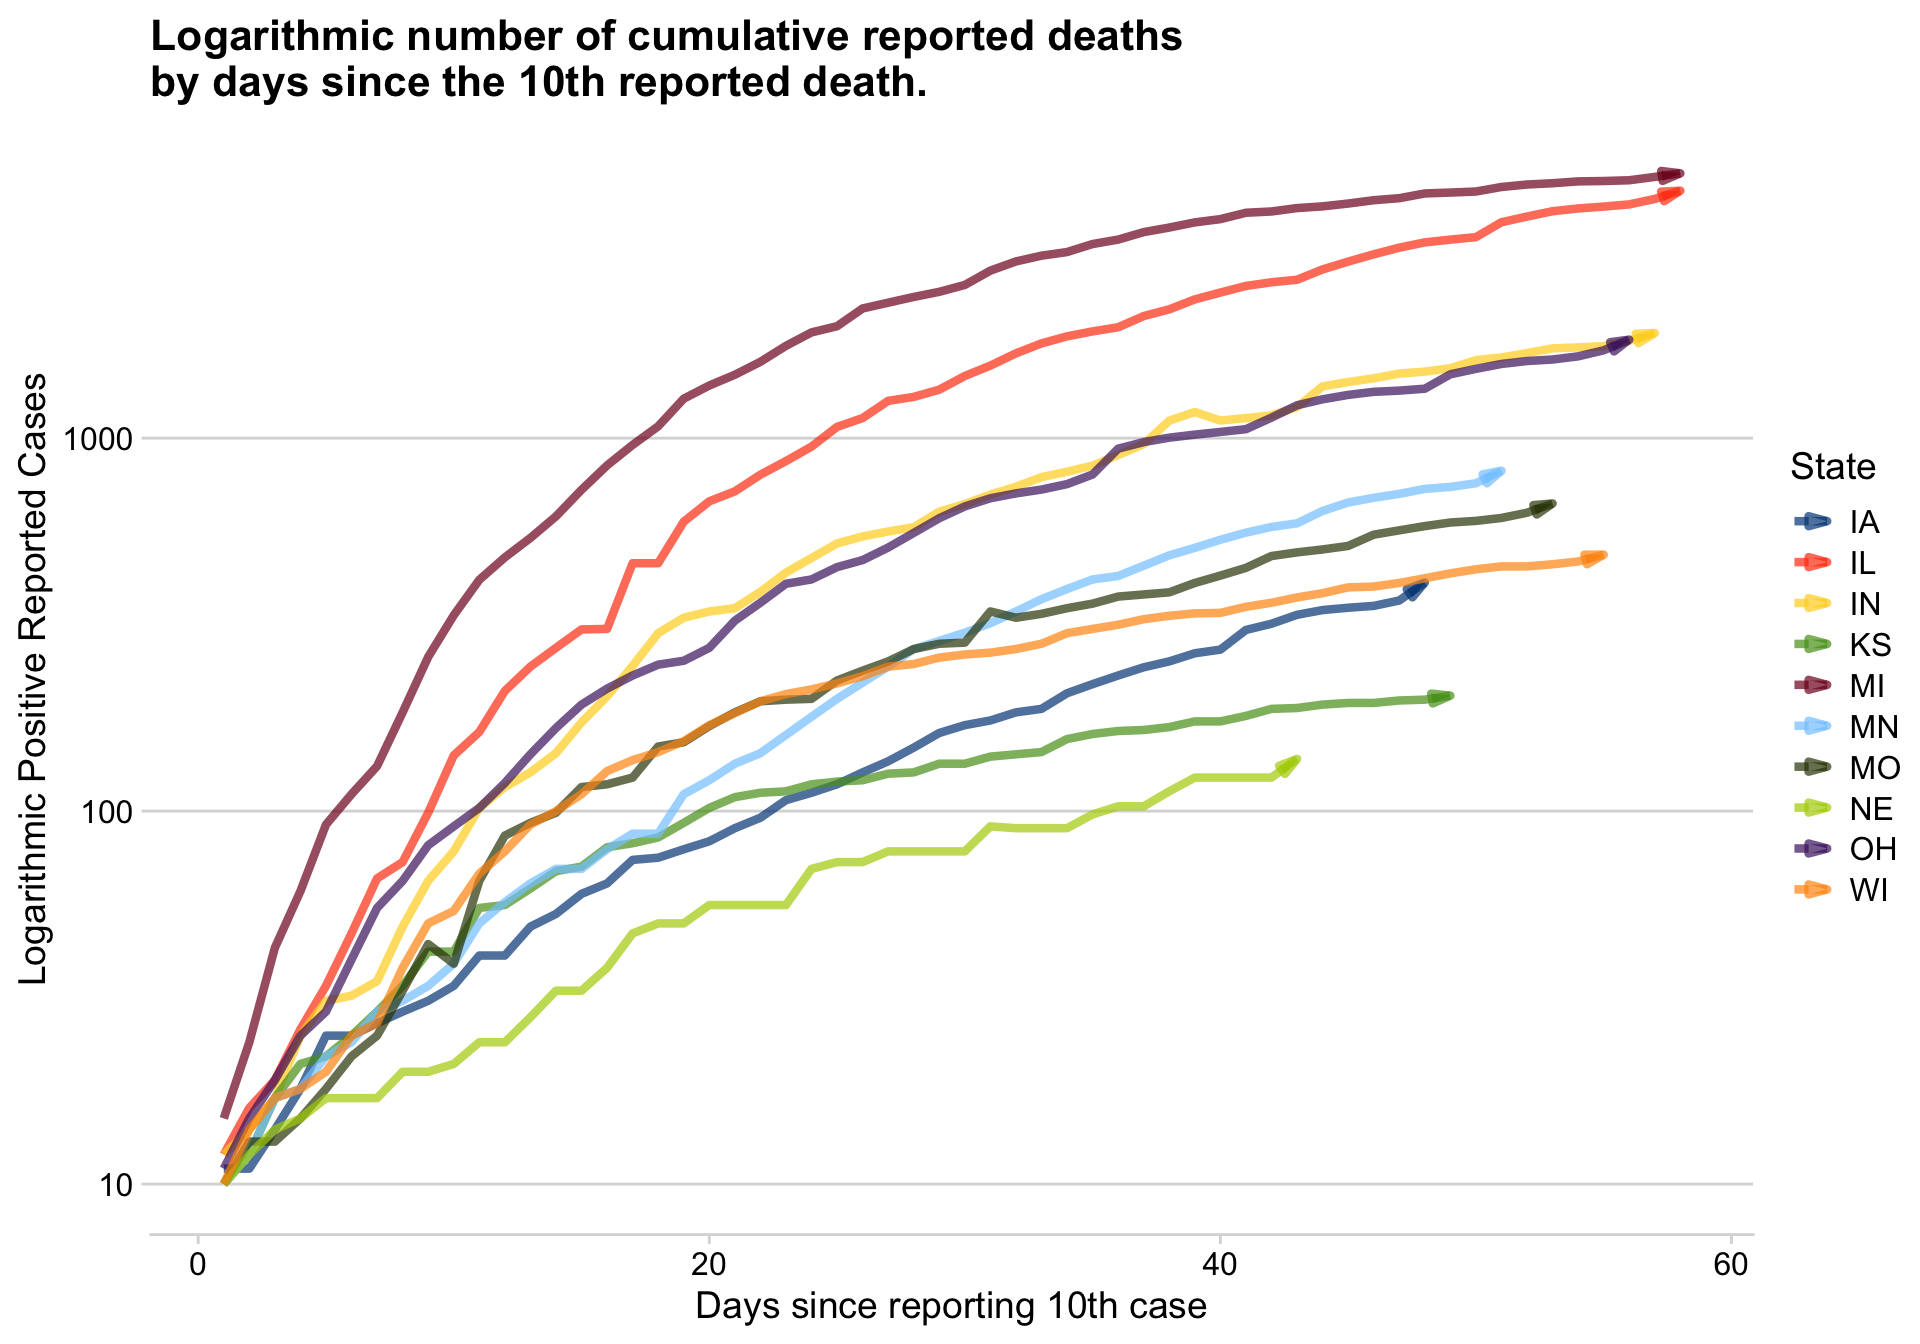 Logarithmic number of cumulative reported deaths
by days since the 10th reported death.
Logarithmic Positive Reported Cases
1000
100
10
0
20
40
60
Days since reporting 10th case
State
IA
IL
IN
KS
MI
MN
MO
NE
OH
WI